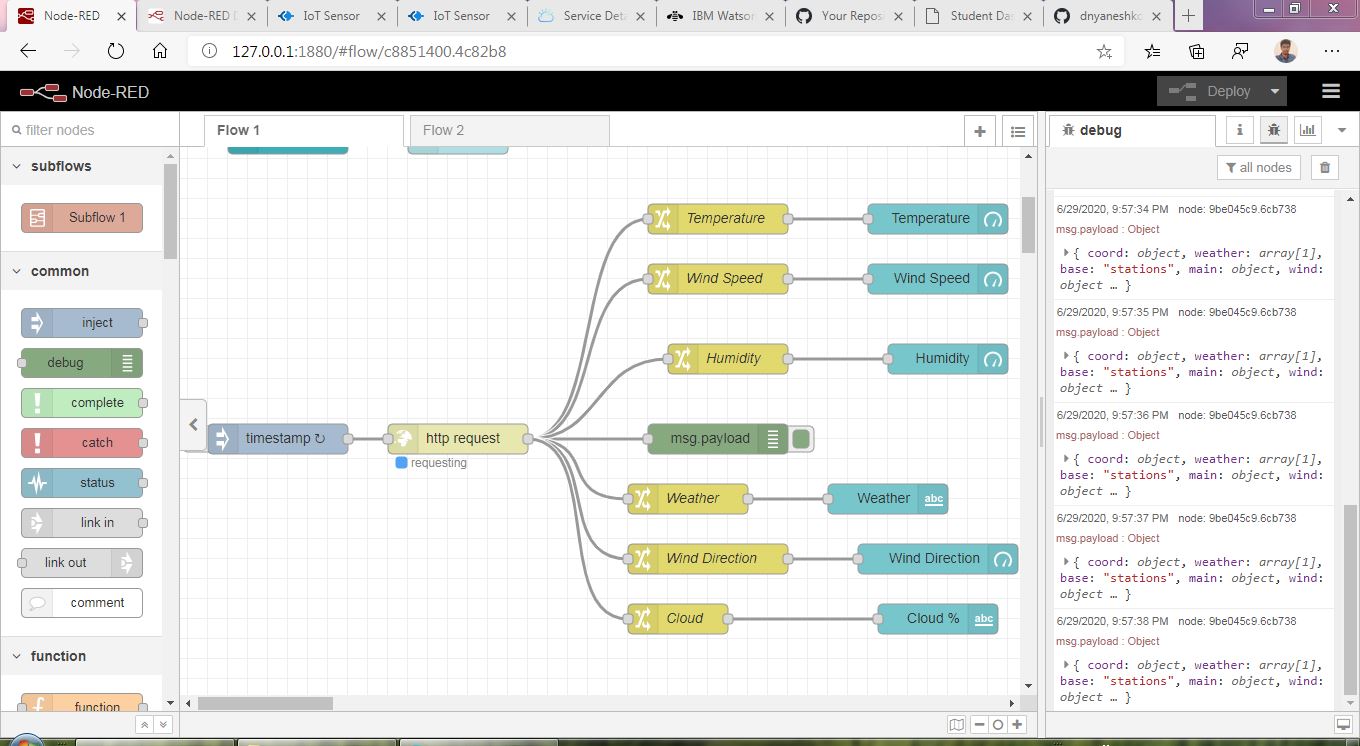 Node-RED
Node-RED D
IoT Sensor
IoT Sensor
Service Deta
IBM Watson
Your Reposi
Student Das
dnyaneshko
127.0.0.1:1880/#flow/c8851400.4c82b8
Node-RED
Deploy
filter nodes
Flow 1
Flow 2
debug
all nodes
subflows
Subflow 1
common
inject
debug
complete
catch
status
link in
link out
comment
function
function
Temperature
Temperature
Wind Speed
Wind Speed
Humidity
Humidity
timestamp ↻
http request
requesting
msg.payload
Weather
Weather
abc
Wind Direction
Wind Direction
Cloud
Cloud %
abc
6/29/2020, 9:57:34 PM node: 9be045c9.6cb738
msg.payload : Object
{ coord: object, weather: array[1],
base: "stations", main: object, wind:
object … }
6/29/2020, 9:57:35 PM node: 9be045c9.6cb738
msg.payload : Object
{ coord: object, weather: array[1],
base: "stations", main: object, wind:
object … }
6/29/2020, 9:57:36 PM node: 9be045c9.6cb738
msg.payload : Object
{ coord: object, weather: array[1],
base: "stations", main: object, wind:
object … }
6/29/2020, 9:57:37 PM node: 9be045c9.6cb738
msg.payload : Object
{ coord: object, weather: array[1],
base: "stations", main: object, wind:
object … }
6/29/2020, 9:57:38 PM node: 9be045c9.6cb738
msg.payload : Object
{ coord: object, weather: array[1],
base: "stations", main: object, wind:
object … }